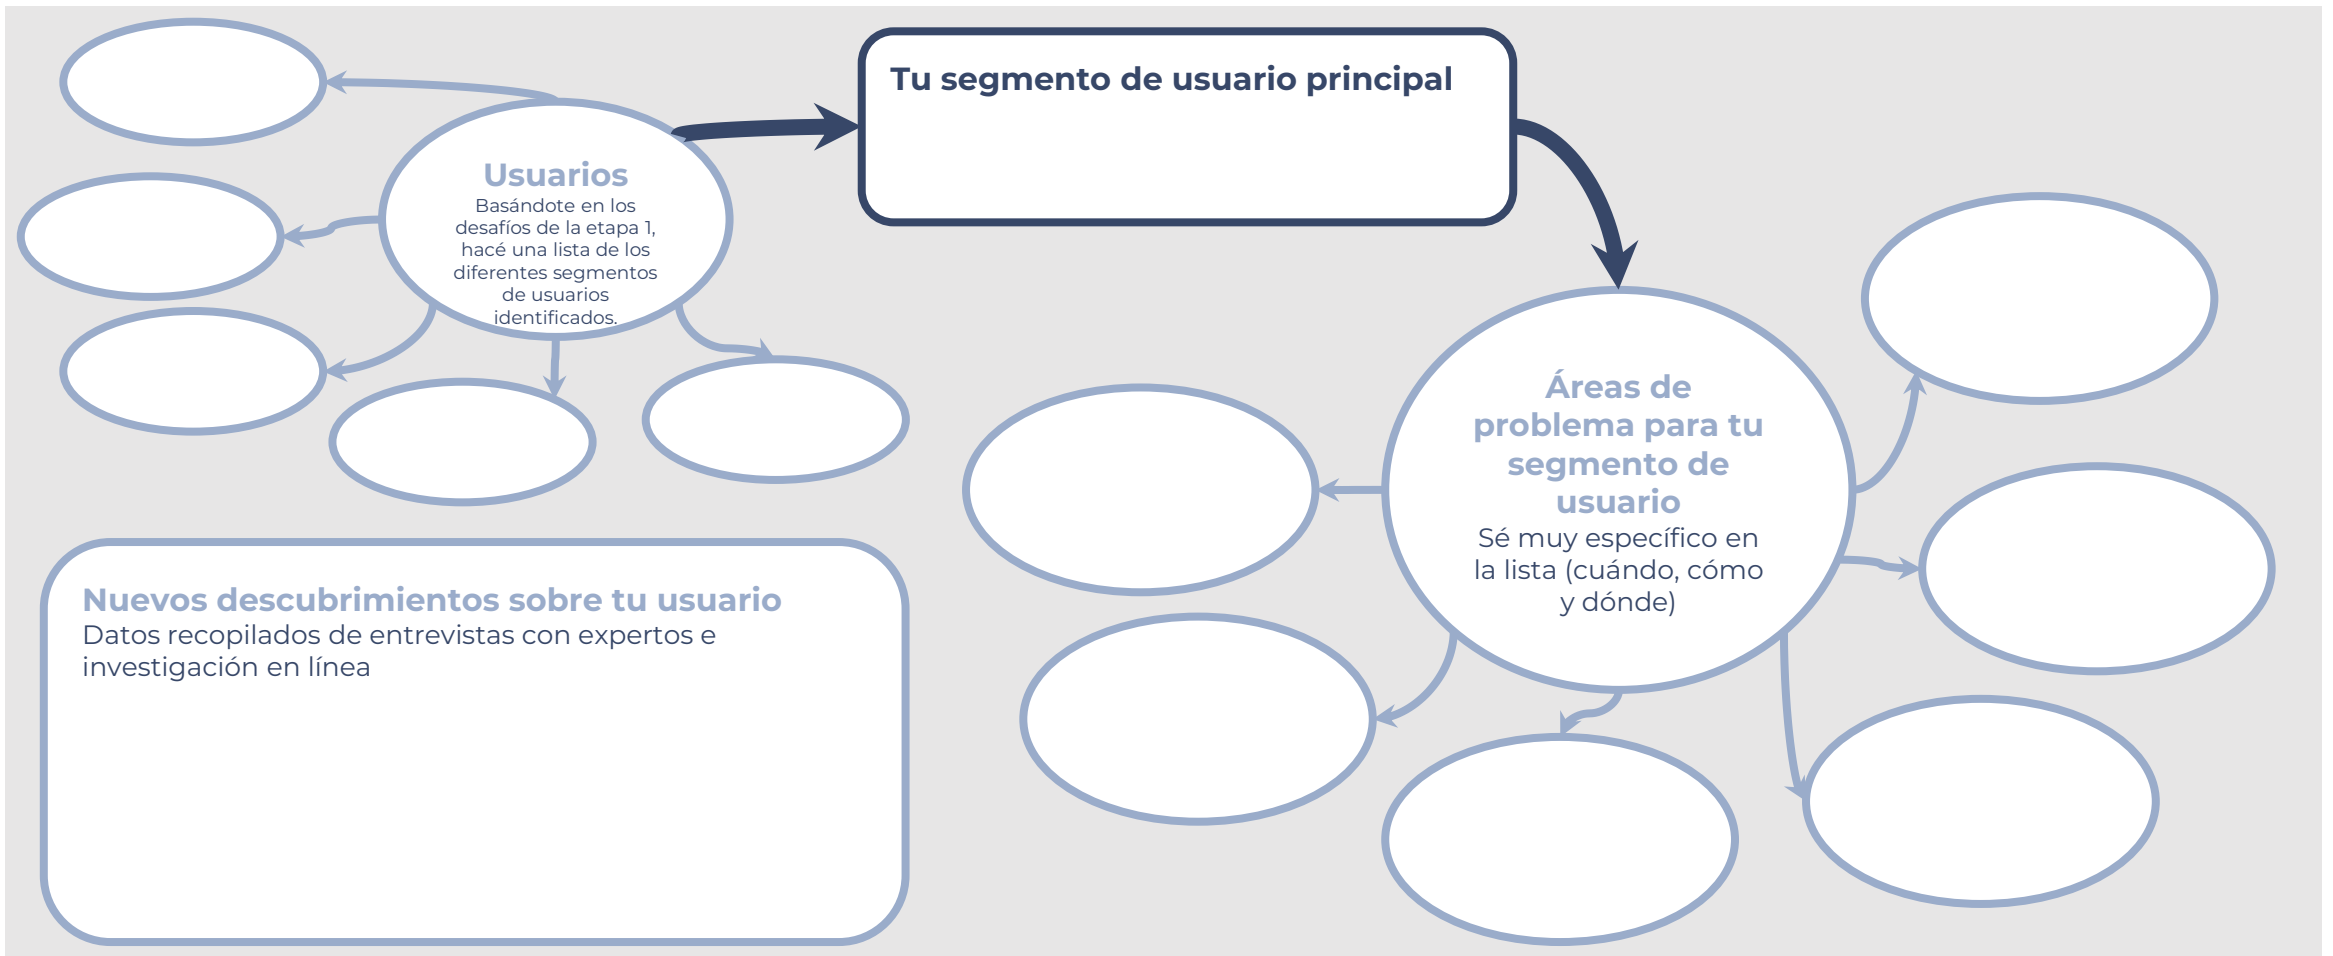 Tu segmento de usuario principal
Usuarios
Basándote en los
desafíos de la etapa 1,
hacé una lista de los
diferentes segmentos
de usuarios
identificados.
Áreas de
problema para tu
segmento de
usuario
Sé muy específico en
la lista (cuándo, cómo
y dónde)
Nuevos descubrimientos sobre tu usuario
Datos recopilados de entrevistas con expertos e
investigación en línea